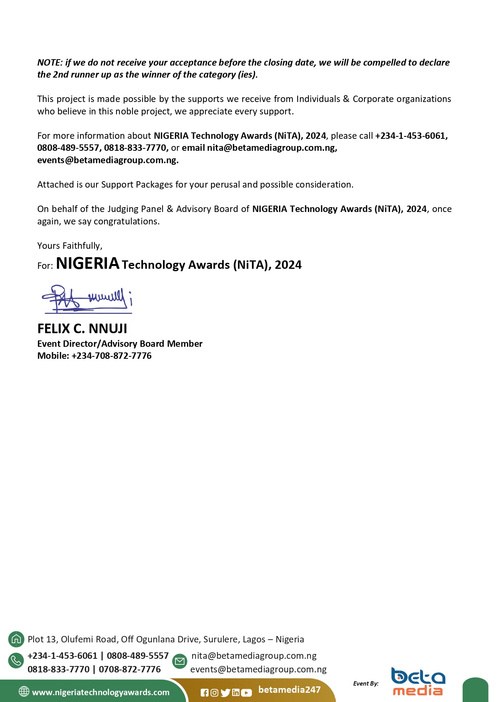 NOTE: if we do not receive your acceptance before the closing date, we will be compelled to declare
the 2nd runner up as the winner of the category (ies).
This project is made possible by the supports we receive from Individuals & Corporate organizations
who believe in this noble project, we appreciate every support.
For more information about NIGERIA Technology Awards (NiTA), 2024, please call +234-1-453-6061,
0808-489-5557, 0818-833-7770, or email nita@betamediagroup.com.ng,
events@betamediagroup.com.ng.
Attached is our Support Packages for your perusal and possible consideration.
On behalf of the Judging Panel & Advisory Board of NIGERIA Technology Awards (NiTA), 2024, once
again, we say congratulations.
Yours Faithfully,
For: NIGERIA Technology Awards (NiTA), 2024
FELIX C. NNUJI
Event Director/Advisory Board Member
Mobile: +234-708-872-7776
Plot 13, Olufemi Road, Off Ogunlana Drive, Surulere, Lagos – Nigeria
+234-1-453-6061 | 0808-489-5557 nita@betamediagroup.com.ng
0818-833-7770 | 0708-872-7776 events@betamediagroup.com.ng
www.nigeriatechnologyawards.com betamedia247 Event By: beta
media